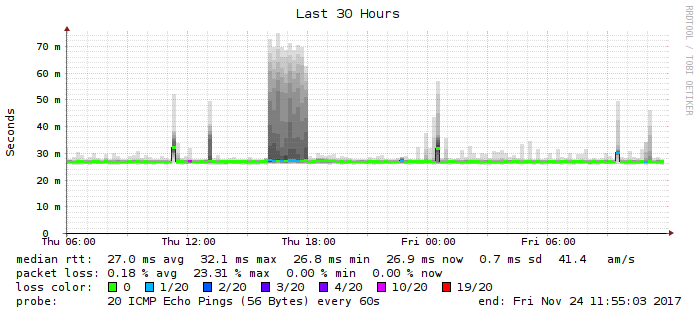 Last 30 Hours
RRDTOOL / TOBI OETIKER
Seconds
70 m
60 m
50 m
40 m
30 m
20 m
10 m
0
Thu 06:00 Thu 12:00 Thu 18:00 Fri 00:00 Fri 06:00
median rtt: 27.0 ms avg 32.1 ms max 26.8 ms min 26.9 ms now 0.7 ms sd 41.4 am/s
packet loss: 0.18 % avg 23.31 % max 0.00 % min 0.00 % now
loss color: 0 1/20 2/20 3/20 4/20 10/20 19/20
probe: 20 ICMP Echo Pings (56 Bytes) every 60s end: Fri Nov 24 11:55:03 2017